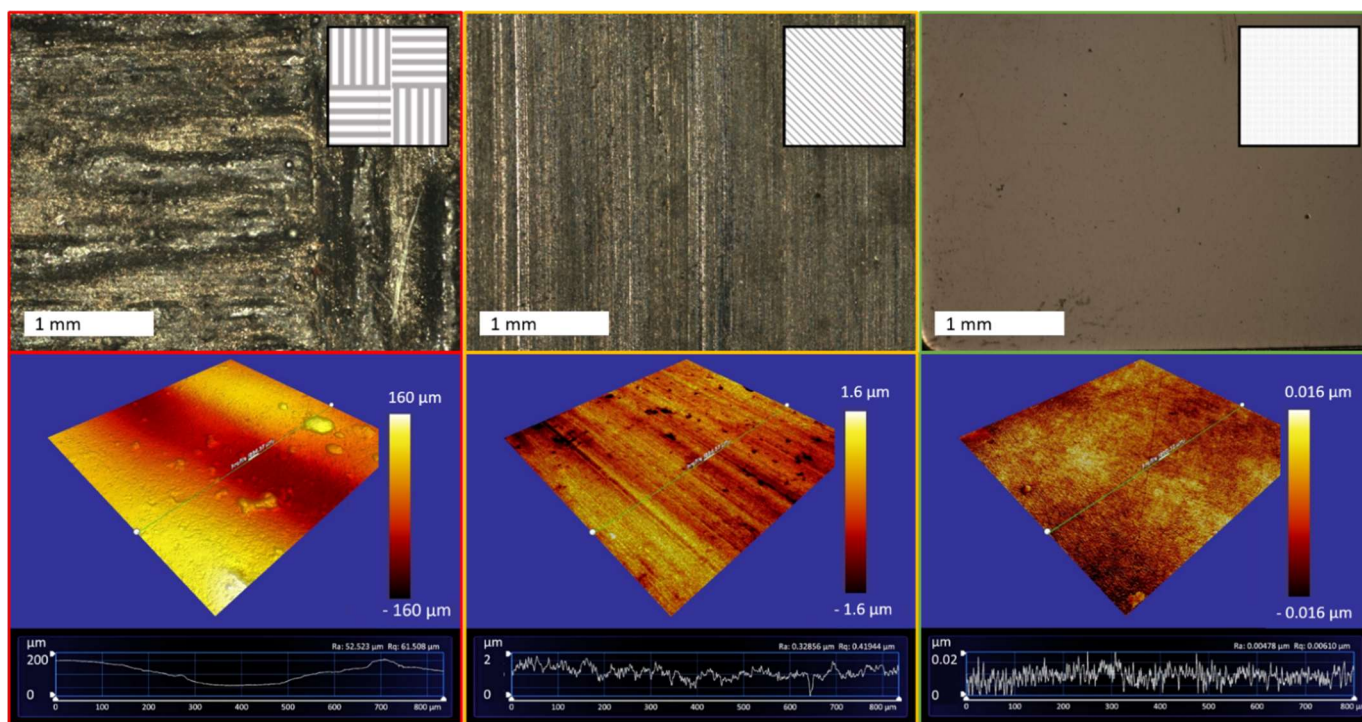 1 mm
1 mm
1 mm
160 µm
- 160 µm
1.6 µm
- 1.6 µm
0.016 µm
- 0.016 µm
µm
Ra: 52.523 µm Rq: 61.508 µm
200
0
0 100 200 300 400 500 600 700 800 µm
µm
Ra: 0.32856 µm Rq: 0.41944 µm
2
0
0 100 200 300 400 500 600 700 800 µm
µm
Ra: 0.00478 µm Rq: 0.00610 µm
0.02
0
0 100 200 300 400 500 600 700 800 µm